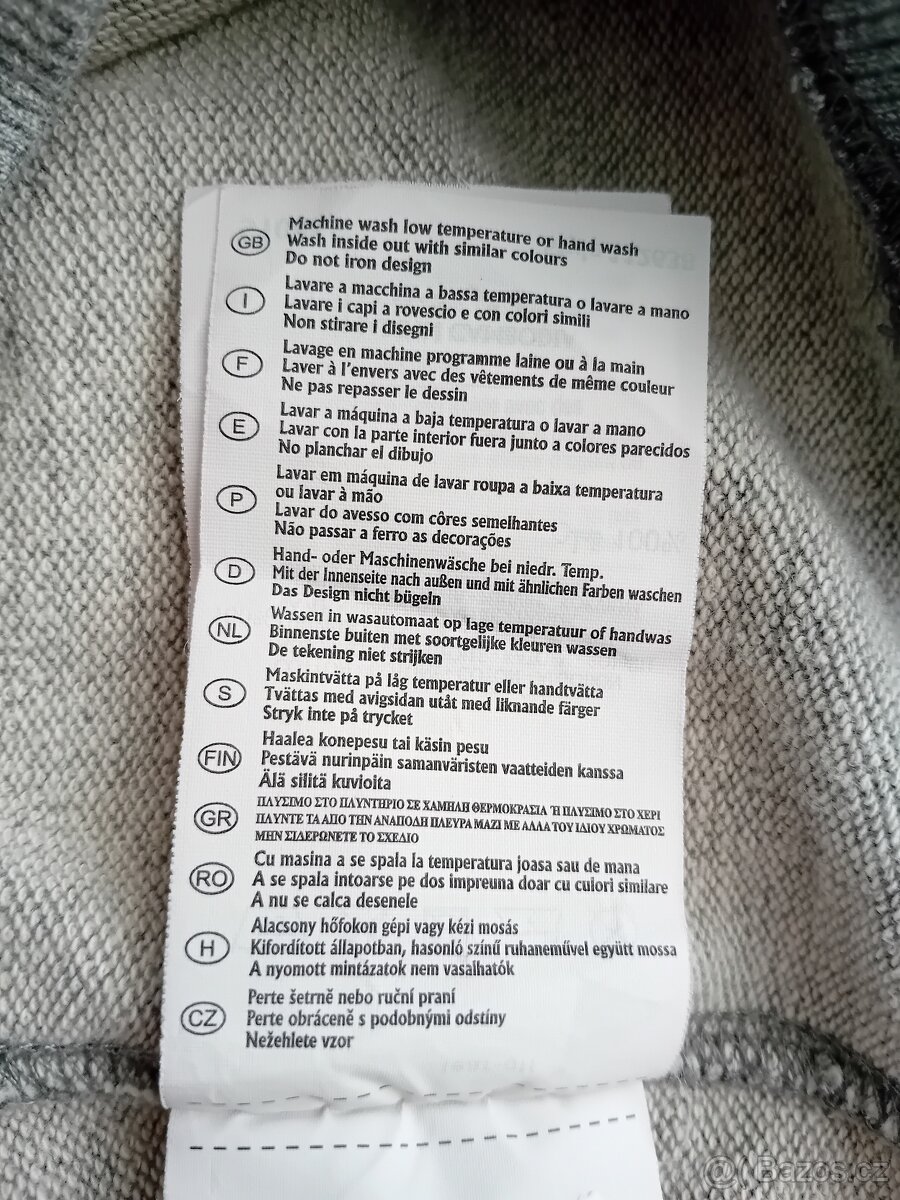 GB
Machine wash low temperature or hand wash
Wash inside out with similar colours
Do not iron design
I
Lavare a macchina a bassa temperatura o lavare a mano
Lavare i capi a rovescio e con colori simili
Non stirare i disegni
F
Lavage en machine programme laine ou à la main
Laver à l'envers avec des vêtements de même couleur
Ne pas repasser le dessin
E
Lavar a máquina a baja temperatura o lavar a mano
Lavar con la parte interior fuera junto a colores parecidos
No planchar el dibujo
P
Lavar em máquina de lavar roupa a baixa temperatura
ou lavar à mão
Lavar do avesso com côres semelhantes
Não passar a ferro as decorações
D
Hand- oder Maschinenwäsche bei niedr. Temp.
Mit der Innenseite nach außen und mit ähnlichen Farben waschen
Das Design nicht bügeln
NL
Wassen in wasautomaat op lage temperatuur of handwas
Binnenste buiten met soortgelijke kleuren wassen
De tekening niet strijken
S
Maskintvätta på låg temperatur eller handtvätta
Tvättas med avigsidan utåt med liknande färger
Stryk inte på trycket
FIN
Haalea konepesu tai käsin pesu
Pestävä nurinpäin samanväristen vaatteiden kanssa
Älä silitä kuvioita
GR
ΠΛΥΣΙΜΟ ΣΤΟ ΠΛΥΝΤΗΡΙΟ ΣΕ ΧΑΜΗΛΗ ΘΕΡΜΟΚΡΑΣΙΑ Ή ΠΛΥΣΙΜΟ ΣΤΟ ΧΕΡΙ
ΠΛΥΝΤΕ ΤΑ ΑΠΟ ΤΗΝ ΑΝΑΠΟΔΗ ΠΛΕΥΡΑ ΜΑΖΙ ΜΕ ΑΛΛΑ ΤΟΥ ΙΔΙΟΥ ΧΡΩΜΑΤΟΣ
ΜΗΝ ΣΙΔΕΡΩΝΕΤΕ ΤΟ ΣΧΕΔΙΟ
RO
Cu masina a se spala la temperatura joasa sau de mana
A se spala intoarse pe dos impreuna doar cu culori similare
A nu se calca desenele
H
Alacsony hőfokon gépi vagy kézi mosás
Kifordított állapotban, hasonló színű ruhaneművel együtt mossa
A nyomott mintázatok nem vasalhatók
CZ
Perte šetrně nebo ruční praní
Perte obráceně s podobnými odstíny
Nežehlete vzor
Bazos.cz